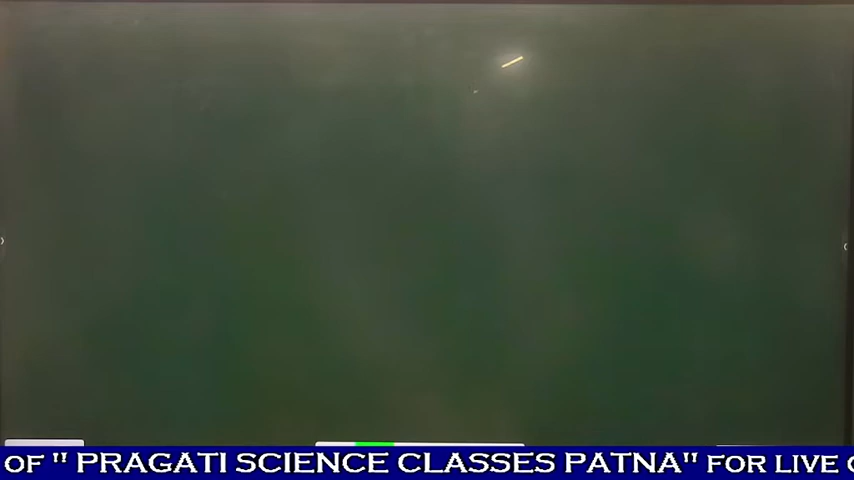 OF " PRAGATI SCIENCE CLASSES PATNA" FOR LIVE